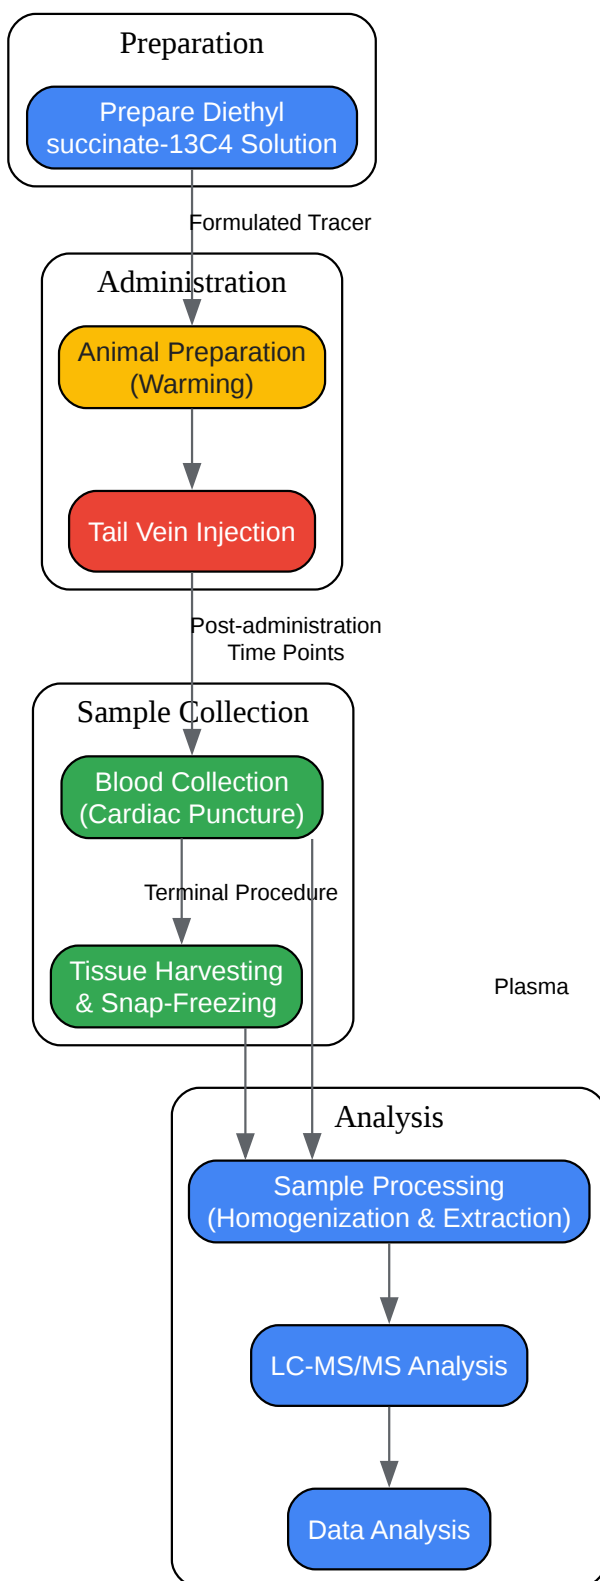 Preparation
Prepare Diethyl
succinate-13C4 Solution
Formulated Tracer
Administration
Animal Preparation
(Warming)
Tail Vein Injection
Post-administration
Time Points
Sample Collection
Blood Collection
(Cardiac Puncture)
Terminal Procedure
Tissue Harvesting
& Snap-Freezing
Plasma
Analysis
Sample Processing
(Homogenization & Extraction)
LC-MS/MS Analysis
Data Analysis